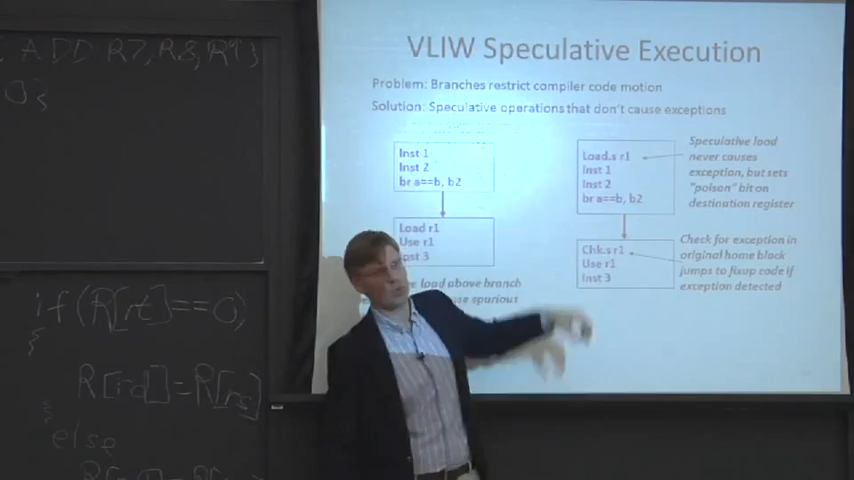 ADD R7, R8, R9}
if (R[rt] == 0)
{
R[rd] = R[rs]
else
VLIW Speculative Execution
Problem: Branches restrict compiler code motion
Solution: Speculative operations that don't cause exceptions
Inst 1
Inst 2
br a==b, b2
Load r1
Use r1
Inst 3
load above branch
spurious
Load.s r1
Inst 1
Inst 2
br a==b, b2
Speculative load
never causes
exception, but sets
"poison" bit on
destination register
Chk.s r1
Use r1
Inst 3
Check for exception in
original home block
jumps to fixup code if
exception detected